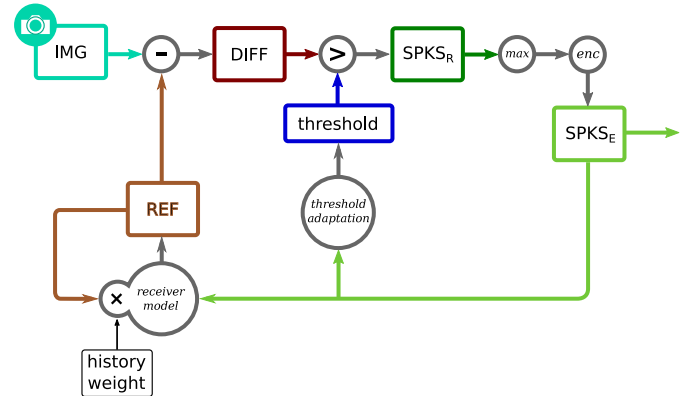 IMG
-
DIFF
>
SPKS_R
max
enc
threshold
SPKS_E
REF
threshold
adaptation
×
receiver
model
history
weight